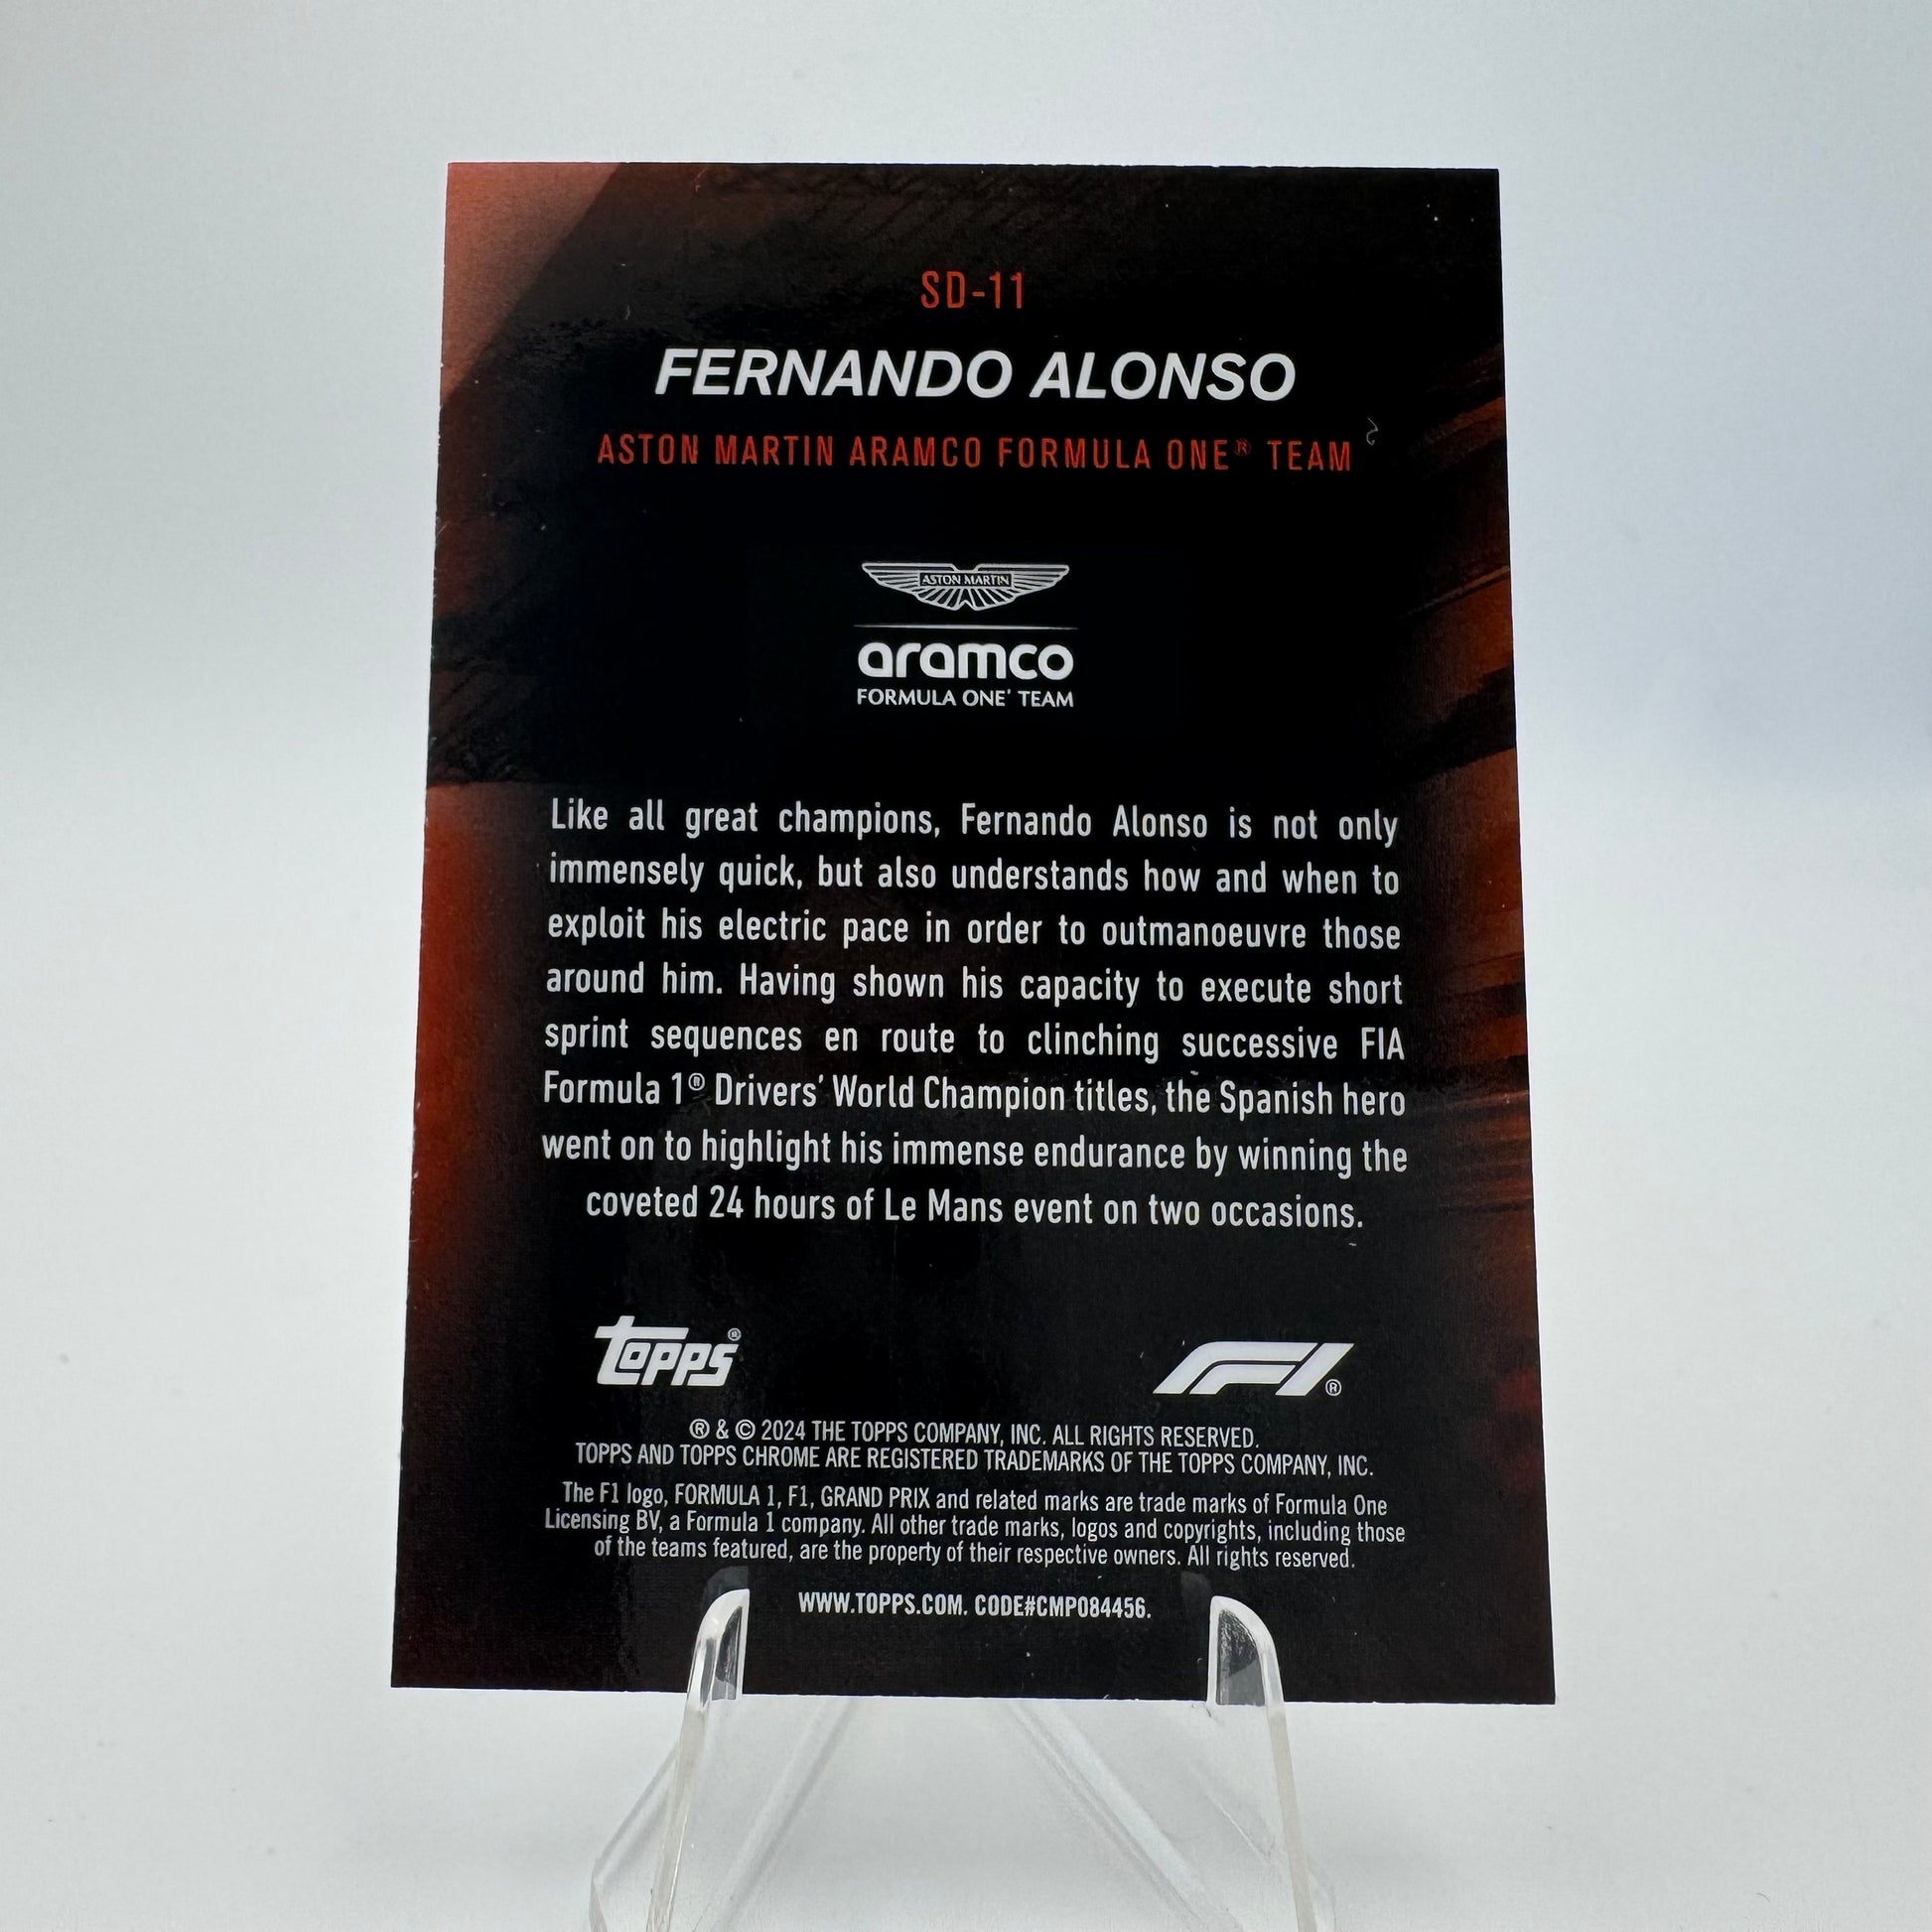 SD-11
FERNANDO ALONSO
ASTON MARTIN ARAMCO FORMULA ONE® TEAM
ASTON MARTIN
aramco
FORMULA ONE® TEAM
Like all great champions, Fernando Alonso is not only
immensely quick, but also understands how and when to
exploit his electric pace in order to outmanoeuvre those
around him. Having shown his capacity to execute short
sprint sequences en route to clinching successive FIA
Formula 1® Drivers' World Champion titles, the Spanish hero
went on to highlight his immense endurance by winning the
coveted 24 hours of Le Mans event on two occasions.
topps®
F1®
® & © 2024 THE TOPPS COMPANY, INC. ALL RIGHTS RESERVED.
TOPPS AND TOPPS CHROME ARE REGISTERED TRADEMARKS OF THE TOPPS COMPANY, INC.
The F1 logo, FORMULA 1, F1, GRAND PRIX and related marks are trade marks of Formula One
Licensing BV, a Formula 1 company. All other trade marks, logos and copyrights, including those
of the teams featured, are the property of their respective owners. All rights reserved.
WWW.TOPPS.COM. CODE#CMP084456.